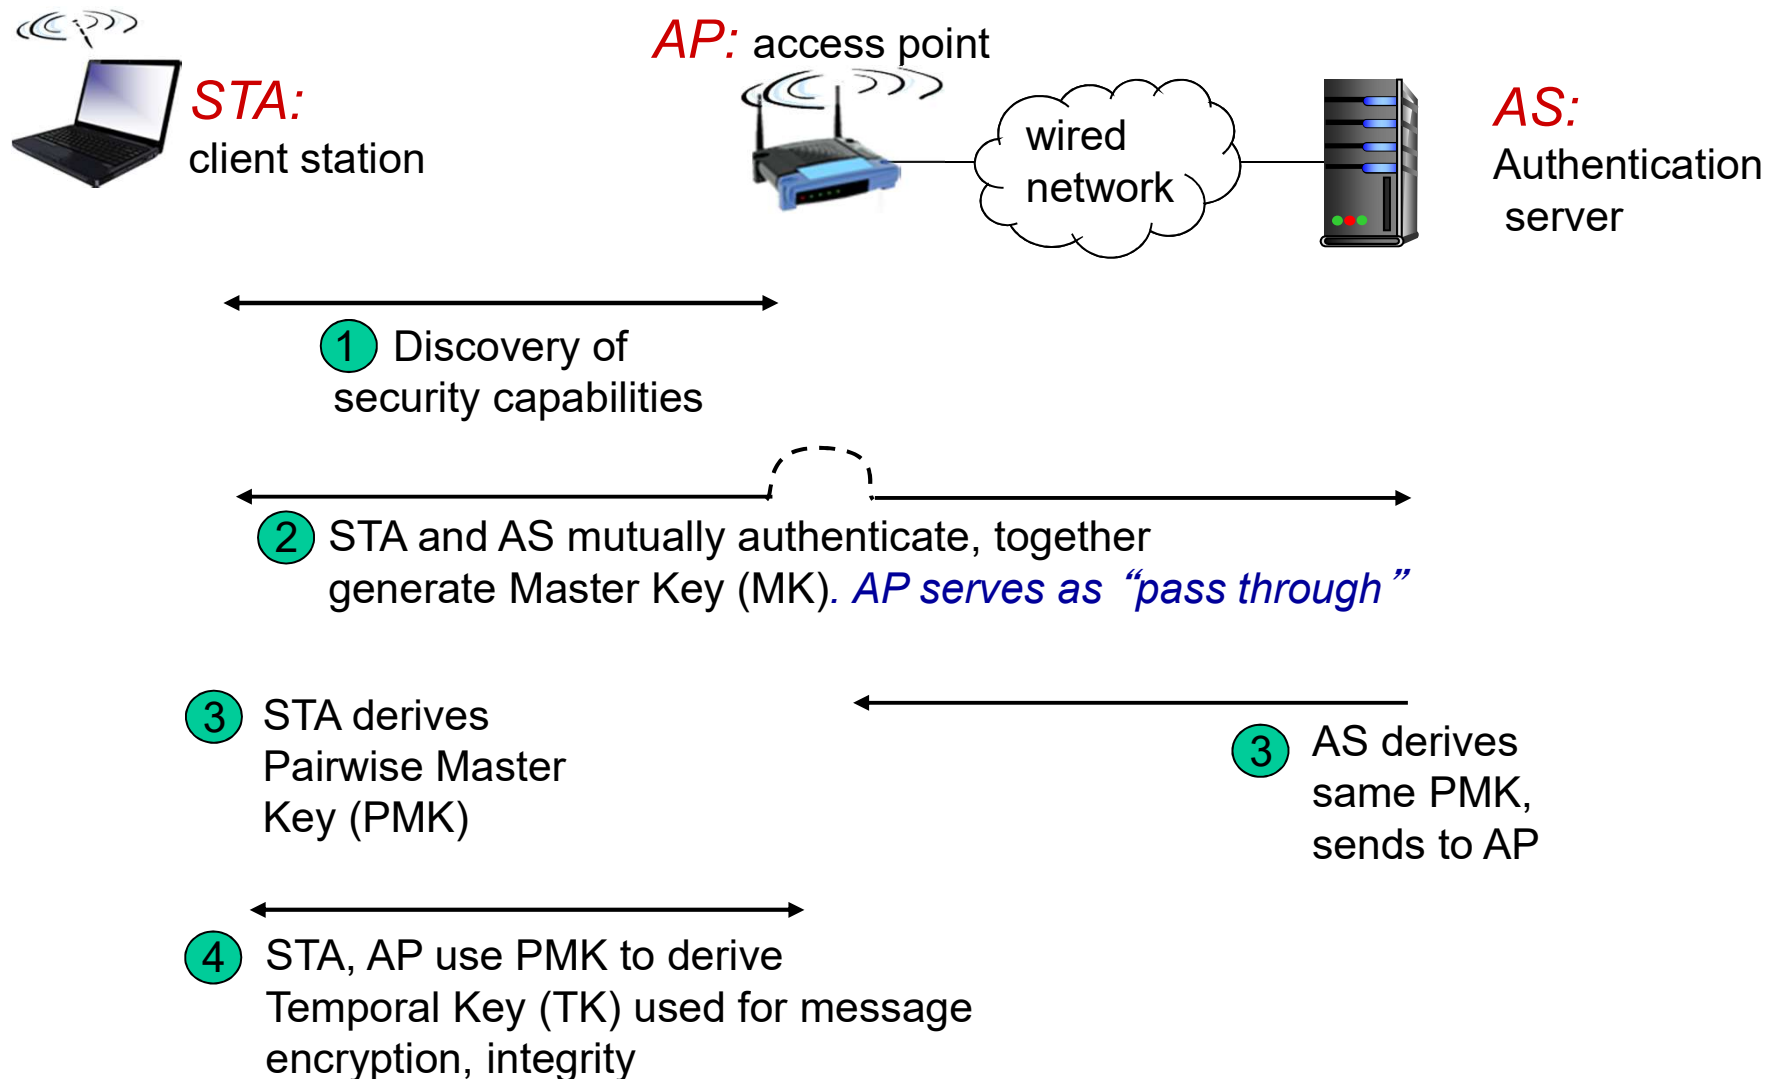 AP: access point
STA:
client station
wired
network
AS:
Authentication
server
1 Discovery of
security capabilities
2 STA and AS mutually authenticate, together
generate Master Key (MK). AP serves as “pass through”
3 STA derives
Pairwise Master
Key (PMK)
3 AS derives
same PMK,
sends to AP
4 STA, AP use PMK to derive
Temporal Key (TK) used for message
encryption, integrity